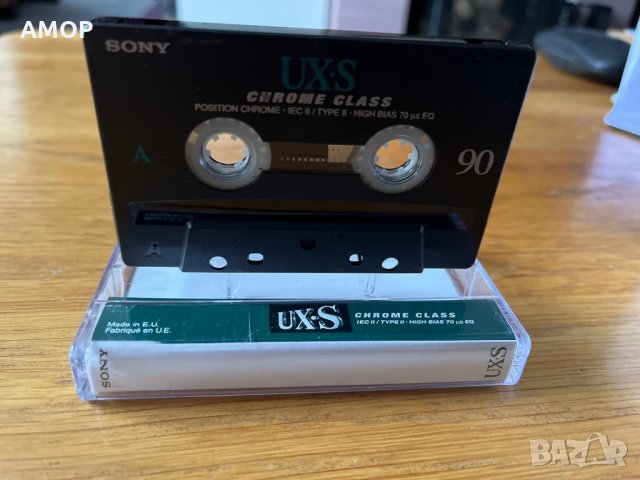 AMOP
SONY
UX·S
CHROME CLASS
POSITION CHROME · IEC II / TYPE II · HIGH BIAS 70 µs EQ
A
90
A
Made in E.U.
Fabriqué en U.E.
UX·S
CHROME CLASS
IEC II / TYPE II · HIGH BIAS 70 µs EQ
SONY
UX·S
BAZAR